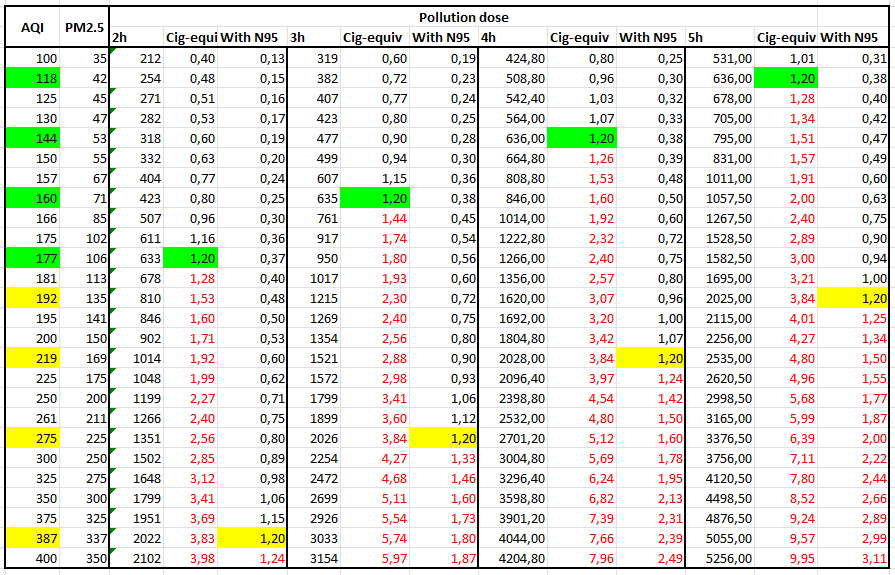 Pollution dose
AQI PM2.5 2h Cig-equi With N95 3h Cig-equiv With N95 4h Cig-equiv With N95 5h Cig-equiv With N95
100 35 212 0,40 0,13 319 0,60 0,19 424,80 0,80 0,25 531,00 1,01 0,31
118 42 254 0,48 0,15 382 0,72 0,23 508,80 0,96 0,30 636,00 1,20 0,38
125 45 271 0,51 0,16 407 0,77 0,24 542,40 1,03 0,32 678,00 1,28 0,40
130 47 282 0,53 0,17 423 0,80 0,25 564,00 1,07 0,33 705,00 1,34 0,42
144 53 318 0,60 0,19 477 0,90 0,28 636,00 1,20 0,38 795,00 1,51 0,47
150 55 332 0,63 0,20 499 0,94 0,30 664,80 1,26 0,39 831,00 1,57 0,49
157 67 404 0,77 0,24 607 1,15 0,36 808,80 1,53 0,48 1011,00 1,91 0,60
160 71 423 0,80 0,25 635 1,20 0,38 846,00 1,60 0,50 1057,50 2,00 0,63
166 85 507 0,96 0,30 761 1,44 0,45 1014,00 1,92 0,60 1267,50 2,40 0,75
175 102 611 1,16 0,36 917 1,74 0,54 1222,80 2,32 0,72 1528,50 2,89 0,90
177 106 633 1,20 0,37 950 1,80 0,56 1266,00 2,40 0,75 1582,50 3,00 0,94
181 113 678 1,28 0,40 1017 1,93 0,60 1356,00 2,57 0,80 1695,00 3,21 1,00
192 135 810 1,53 0,48 1215 2,30 0,72 1620,00 3,07 0,96 2025,00 3,84 1,20
195 141 846 1,60 0,50 1269 2,40 0,75 1692,00 3,20 1,00 2115,00 4,01 1,25
200 150 902 1,71 0,53 1354 2,56 0,80 1804,80 3,42 1,07 2256,00 4,27 1,34
219 169 1014 1,92 0,60 1521 2,88 0,90 2028,00 3,84 1,20 2535,00 4,80 1,50
225 175 1048 1,99 0,62 1572 2,98 0,93 2096,40 3,97 1,24 2620,50 4,96 1,55
250 200 1199 2,27 0,71 1799 3,41 1,06 2398,80 4,54 1,42 2998,50 5,68 1,77
261 211 1266 2,40 0,75 1899 3,60 1,12 2532,00 4,80 1,50 3165,00 5,99 1,87
275 225 1351 2,56 0,80 2026 3,84 1,20 2701,20 5,12 1,60 3376,50 6,39 2,00
300 250 1502 2,85 0,89 2254 4,27 1,33 3004,80 5,69 1,78 3756,00 7,11 2,22
325 275 1648 3,12 0,98 2472 4,68 1,46 3296,40 6,24 1,95 4120,50 7,80 2,44
350 300 1799 3,41 1,06 2699 5,11 1,60 3598,80 6,82 2,13 4498,50 8,52 2,66
375 325 1951 3,69 1,15 2926 5,54 1,73 3901,20 7,39 2,31 4876,50 9,24 2,89
387 337 2022 3,83 1,20 3033 5,74 1,80 4044,00 7,66 2,39 5055,00 9,57 2,99
400 350 2102 3,98 1,24 3154 5,97 1,87 4204,80 7,96 2,49 5256,00 9,95 3,11